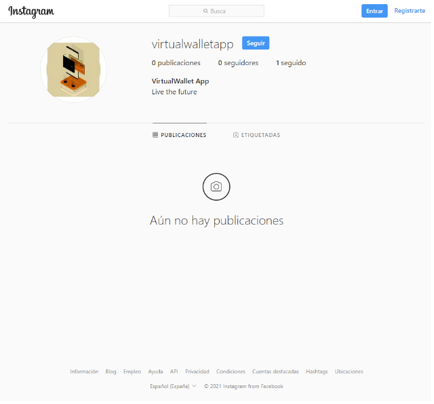 Instagram
Busca
Entrar
Registrarte
virtualwalletapp
Seguir
0 publicaciones 0 seguidores 1 seguido
VirtualWallet App
Live the future
PUBLICACIONES ETIQUETADAS
Aún no hay publicaciones
Información Blog Empleo Ayuda API Privacidad Condiciones Cuentas destacadas Hashtags Ubicaciones
Español (España) © 2021 Instagram from Facebook